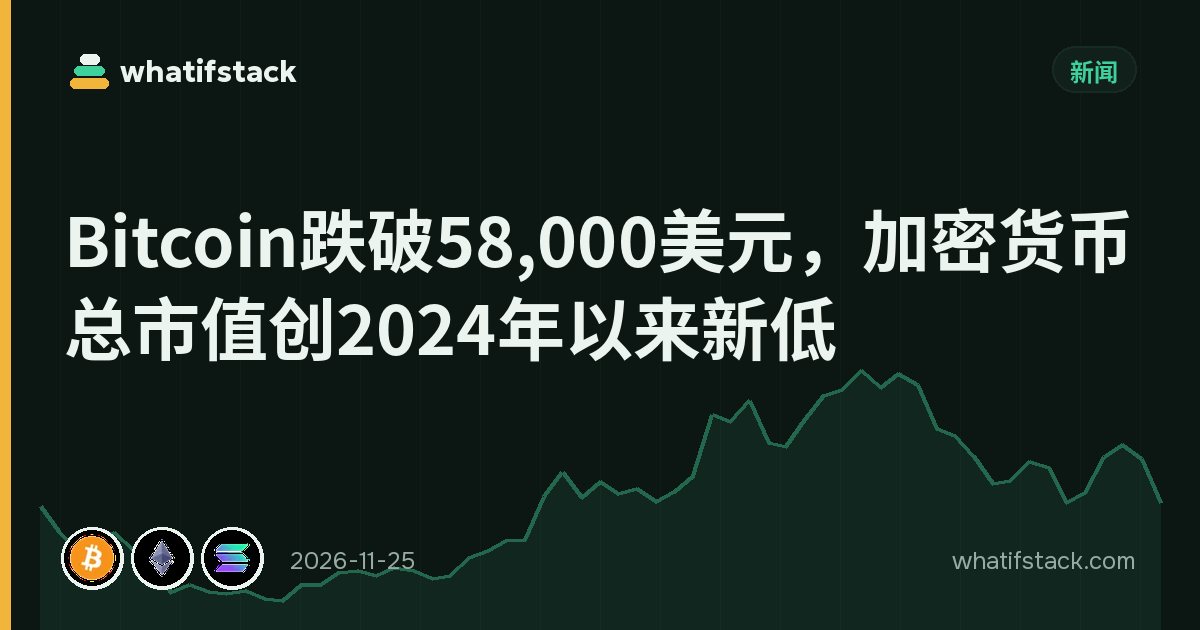 whatifstack
新闻
Bitcoin跌破58,000美元，加密货币
总市值创2024年以来新低
2026-11-25
whatifstack.com